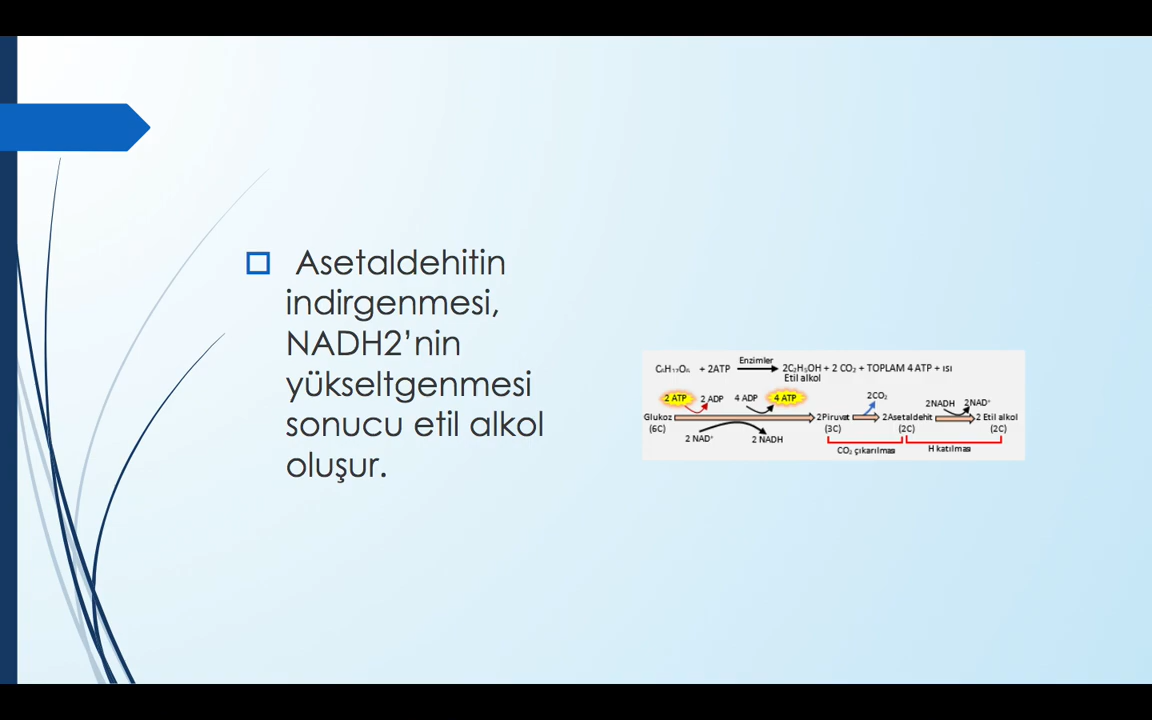 Asetaldehitin
indirgenmesi,
NADH2’nin
yükseltgenmesi
sonucu etil alkol
oluşur.
Enzimler
C₆H₁₂O₆ + 2ATP 2C₂H₅OH + 2 CO₂ + TOPLAM 4 ATP + ısı
Etil alkol
2 ATP 2 ADP 4 ADP 4 ATP 2CO₂ 2NADH 2NAD⁺
Glukoz 2Piruvat 2Asetaldehit 2 Etil alkol
(6C) (3C) (2C) (2C)
2 NAD⁺ 2 NADH
CO₂ çıkarılması H katılması